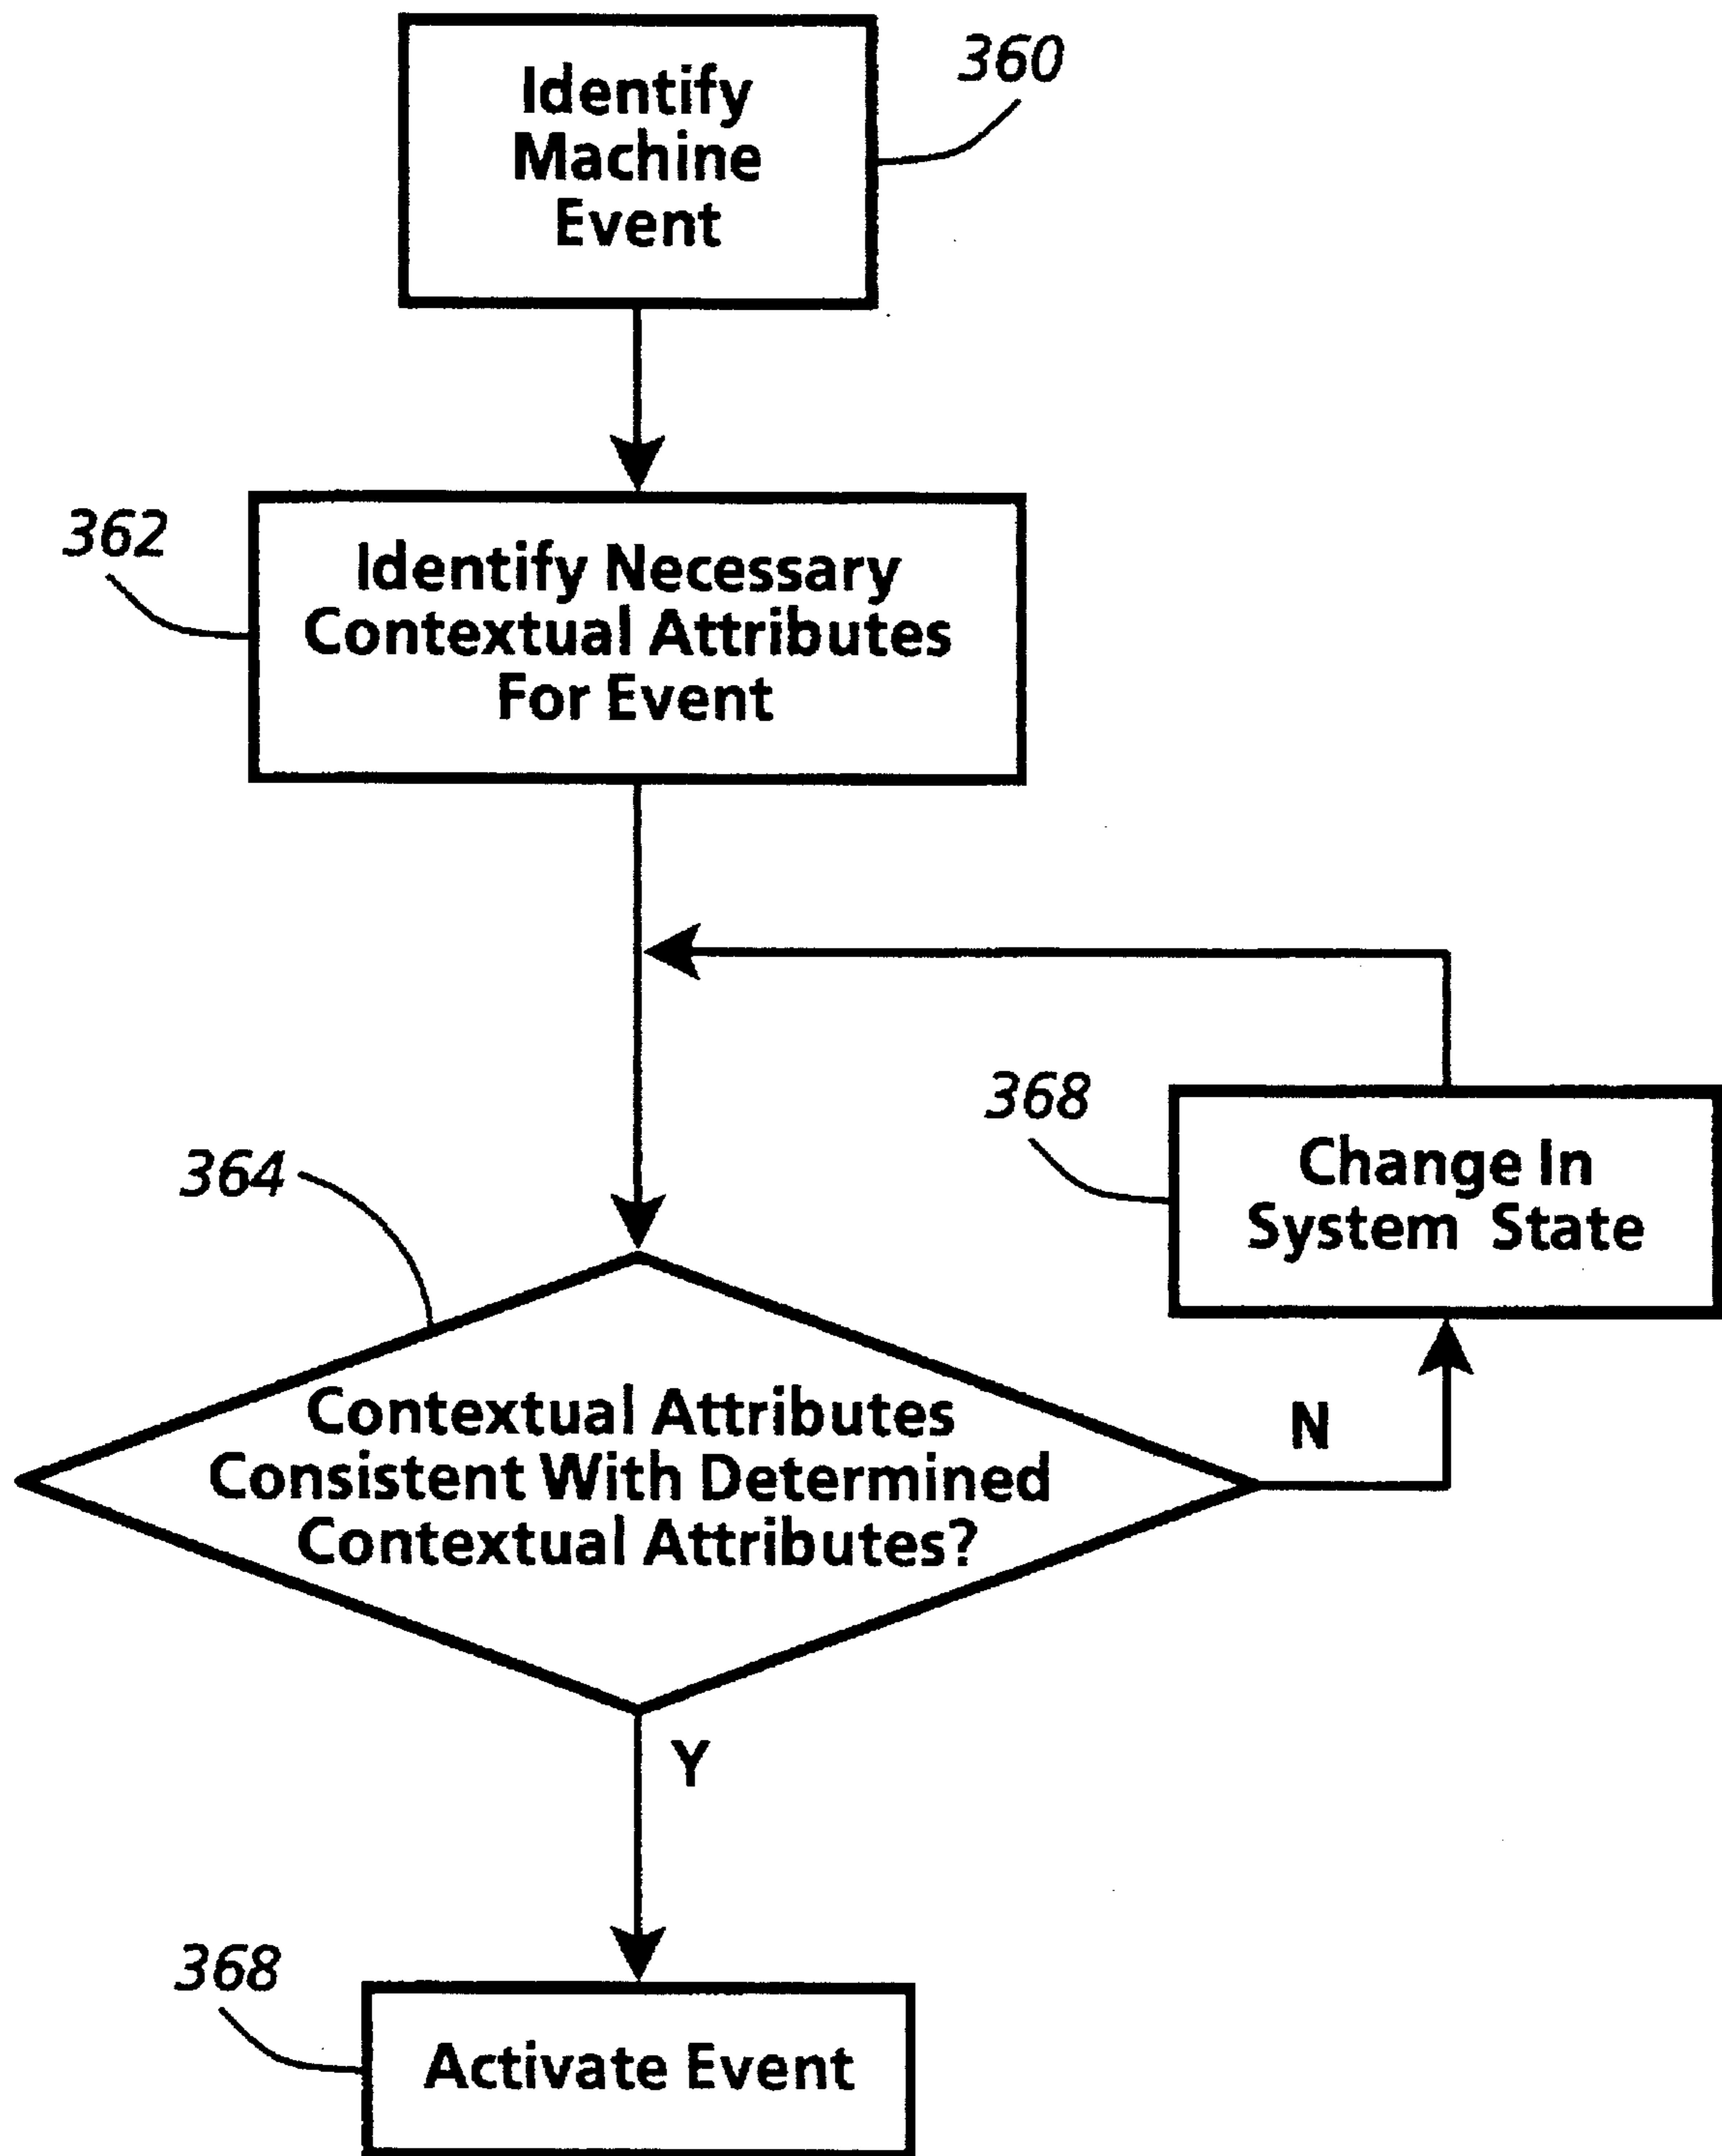 Identify
Machine
Event
360
362
Identify Necessary
Contextual Attributes
For Event
368
Change In
System State
364
Contextual Attributes
Consistent With Determined
Contextual Attributes?
N
Y
368
Activate Event